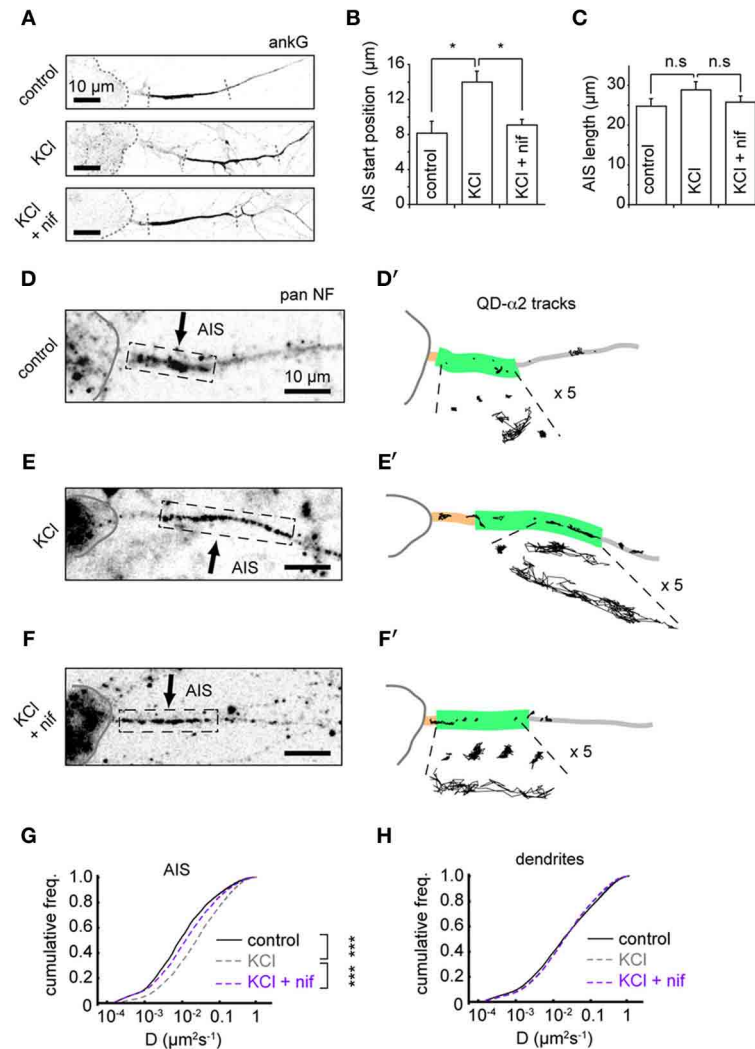 A
ankG
control
10 μm
KCl
KCl + nif
B
AIS start position (μm)
16
12
8
4
0
* *
control
KCl
KCl + nif
C
AIS length (μm)
30
20
10
0
n.s n.s
control
KCl
KCl + nif
D
pan NF
control
AIS
10 μm
D′
QD-α2 tracks
x 5
E
KCl
AIS
E′
x 5
F
KCl + nif
AIS
F′
x 5
G
AIS
cumulative freq.
1.0
0.8
0.6
0.4
0.2
0
control
KCl
KCl + nif
*** ***
10-4 10-3 10-2 0.1 1
D (μm2s-1)
H
dendrites
cumulative freq.
1.0
0.8
0.6
0.4
0.2
0
control
KCl
KCl + nif
10-4 10-3 10-2 0.1 1
D (μm2s-1)